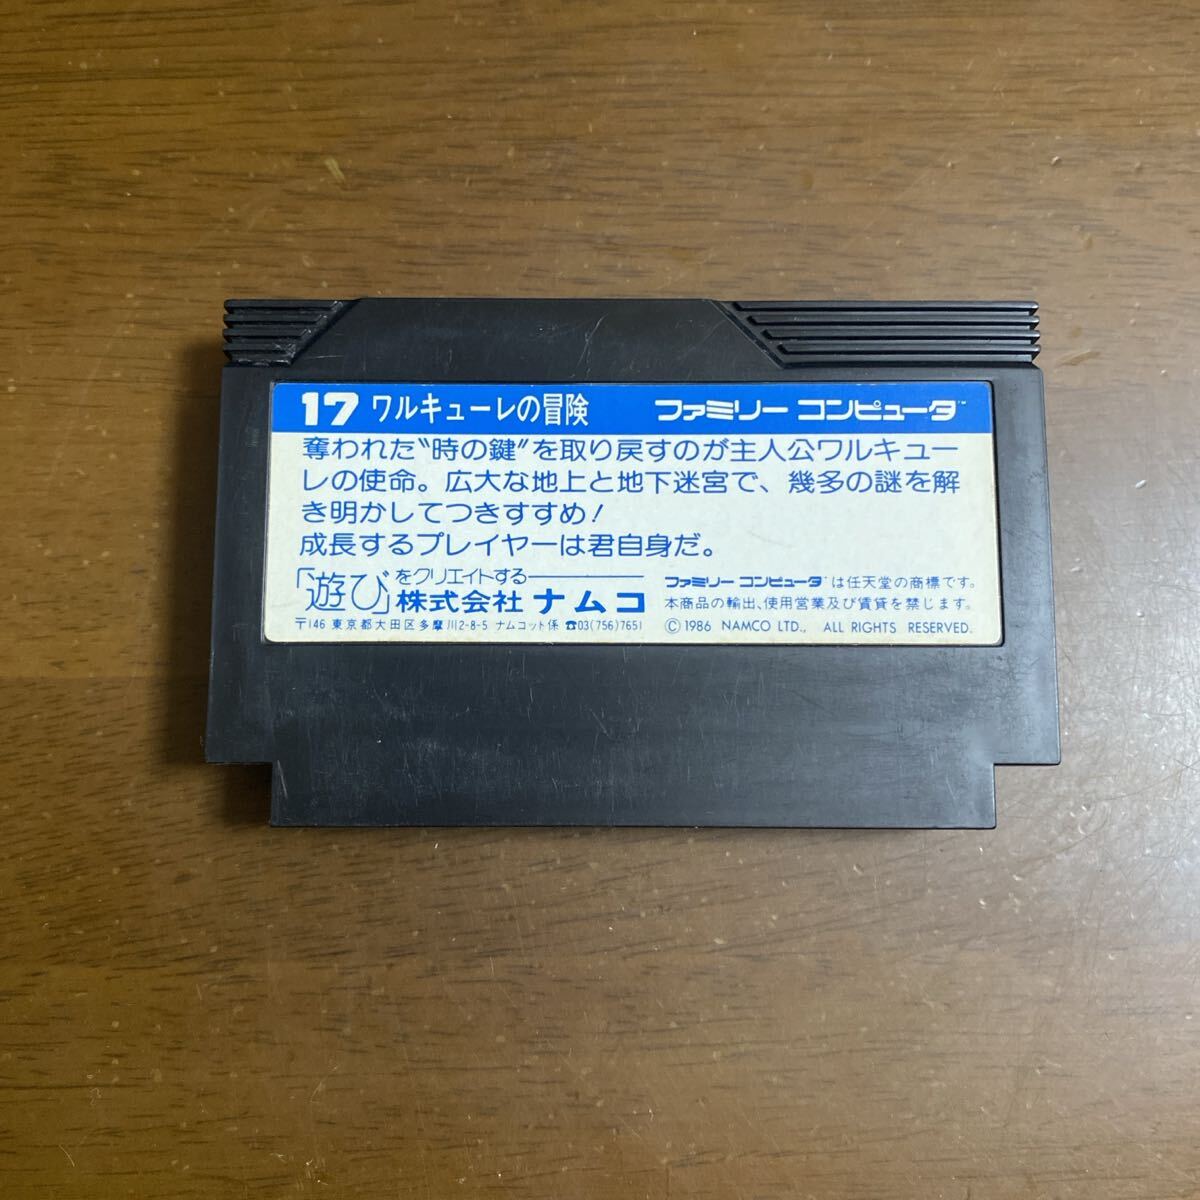 17 ワルキューレの冒険 ファミリー コンピュータ™
奪われた〝時の鍵〟を取り戻すのが主人公ワルキュー
レの使命。広大な地上と地下迷宮で、幾多の謎を解
き明かしてつきすすめ！
成長するプレイヤーは君自身だ。
「遊び」をクリエイトする
株式会社 ナムコ
〒146 東京都大田区多摩川2-8-5 ナムコット係 ☎03(756)7651
ファミリー コンピュータ™は任天堂の商標です。
本商品の輸出、使用営業及び賃貸を禁じます。
Ⓒ 1986 NAMCO LTD., ALL RIGHTS RESERVED.